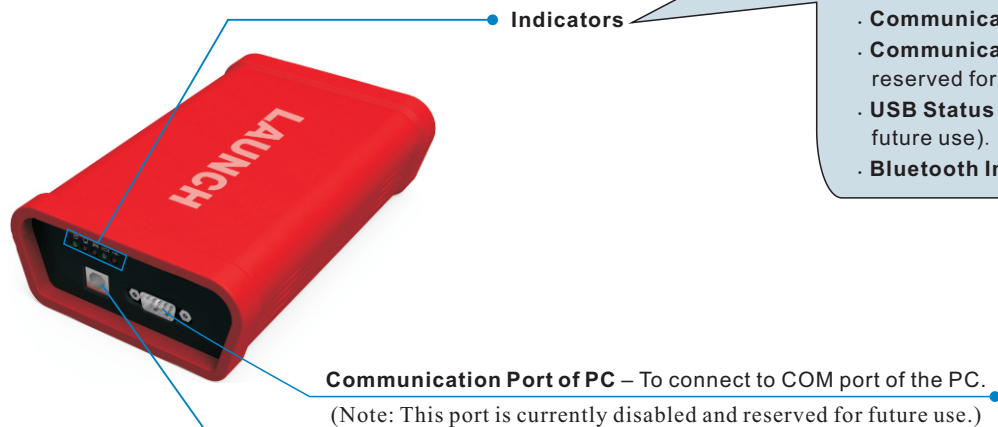 Indicators
· Communica
· Communica
reserved for
· USB Status
future use).
· Bluetooth In
LAUNCH
Communication Port of PC – To connect to COM port of the PC.
(Note: This port is currently disabled and reserved for future use.)